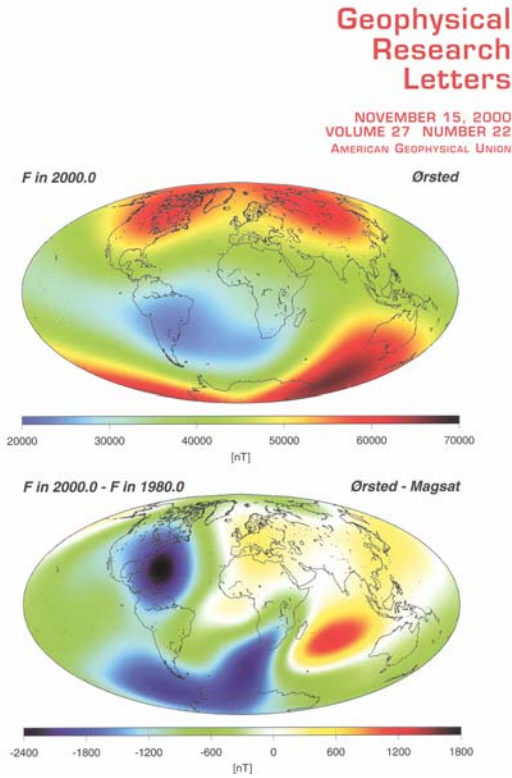 Geophysical
Research
Letters
NOVEMBER 15, 2000
VOLUME 27 NUMBER 22
AMERICAN GEOPHYSICAL UNION
F in 2000.0 Ørsted
20000 30000 40000 50000 60000 70000
[nT]
F in 2000.0 - F in 1980.0 Ørsted - Magsat
-2400 -1800 -1200 -600 0 600 1200 1800
[nT]